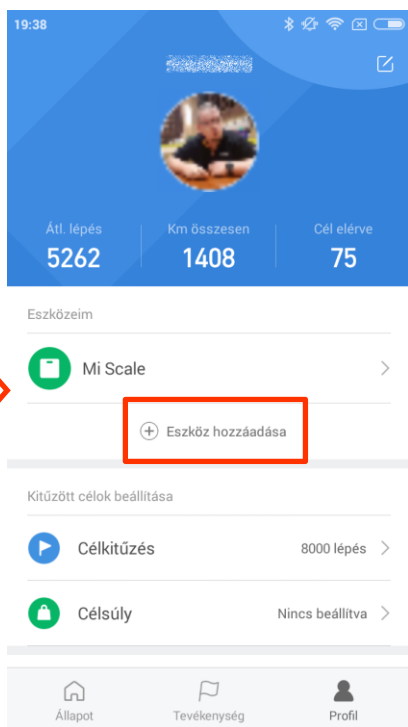 19:38
Átl. lépés
Km összesen
Cél elérve
5262
1408
75
Eszközeim
Mi Scale
Eszköz hozzáadása
Kitűzött célok beállítása
Célkitűzés
8000 lépés
Célsúly
Nincs beállítva
Állapot
Tevékenység
Profil